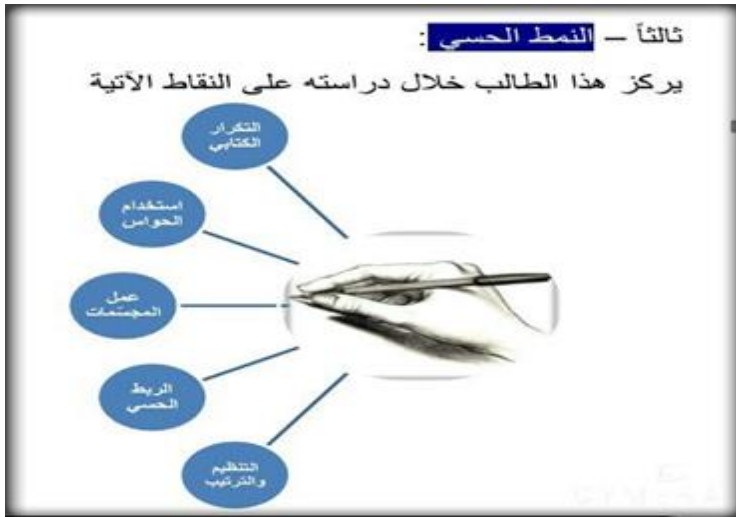 ثالثاً – النمط الحسي :
يركز هذا الطالب خلال دراسته على النقاط الآتية
التكرار
الكتابي
استخدام
الحواس
عمل
المجسمات
الربط
الحسي
التنظيم
والترتيب